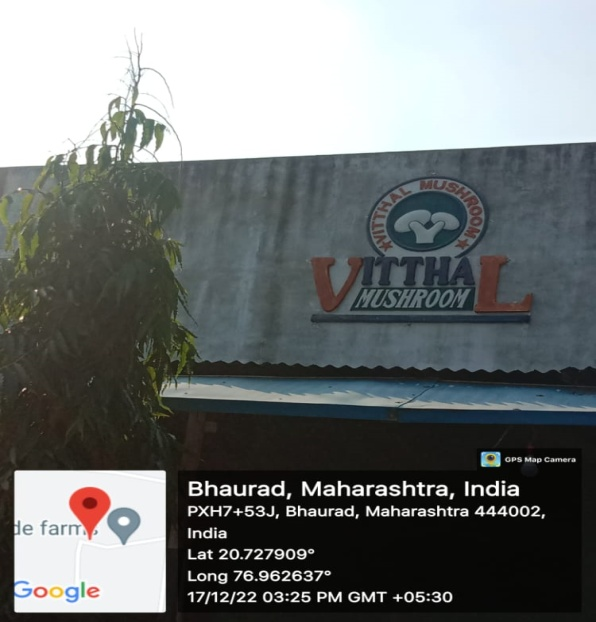 VITTHAL MUSHROOM
VITTHAL
MUSHROOM
GPS Map Camera
de farms
Google
Bhaurad, Maharashtra, India
PXH7+53J, Bhaurad, Maharashtra 444002,
India
Lat 20.727909°
Long 76.962637°
17/12/22 03:25 PM GMT +05:30